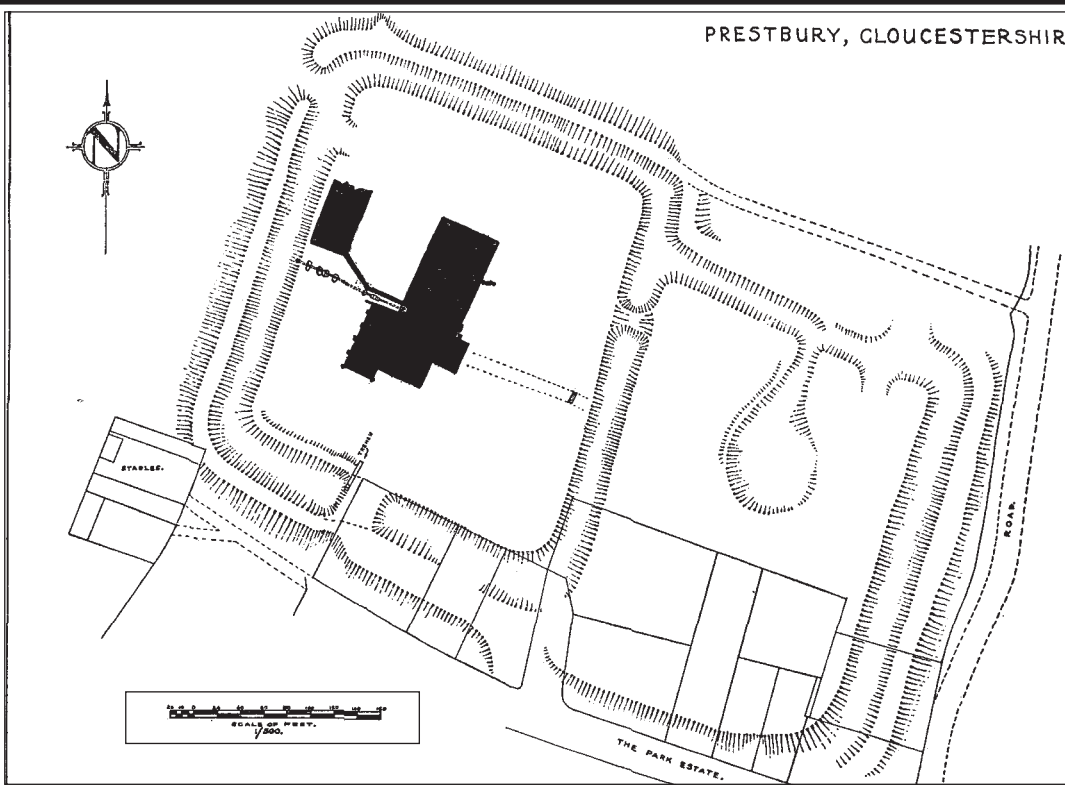 PRESTBURY, GLOUCESTERSHIR
N
STABLES.
ROAD.
SCALE OF FEET.
1/500.
THE PARK ESTATE.